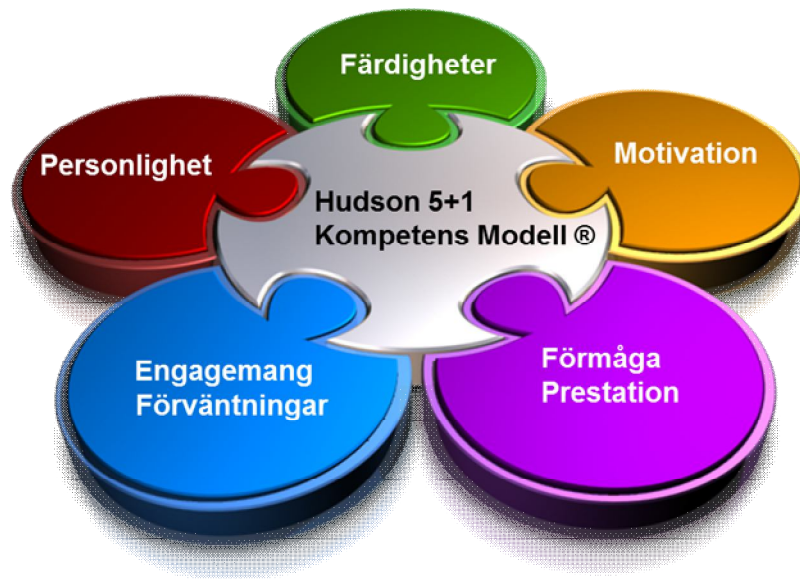 Färdigheter
Personlighet
Motivation
Hudson 5+1
Kompetens Modell ®
Engagemang
Förväntningar
Förmåga
Prestation